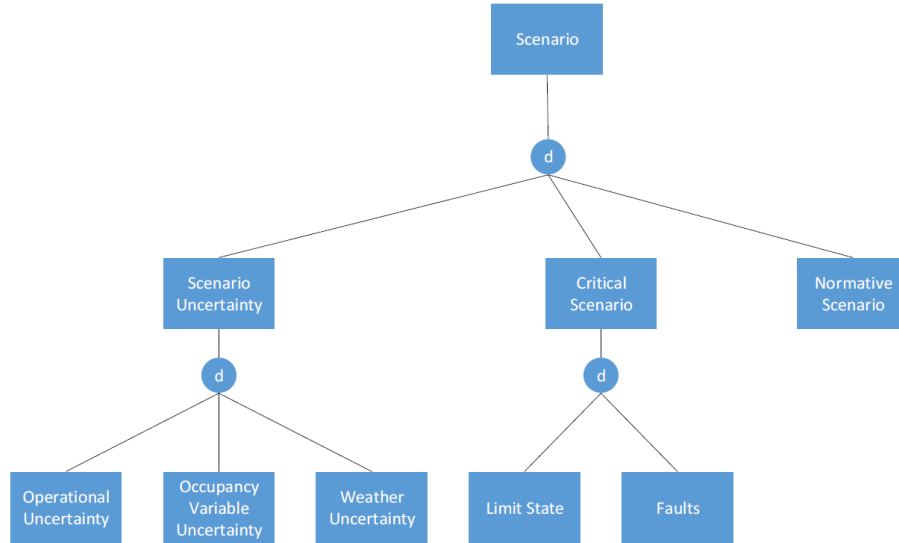 Scenario
d
Scenario
Uncertainty
Critical
Scenario
Normative
Scenario
d
d
Operational
Uncertainty
Occupancy
Variable
Uncertainty
Weather
Uncertainty
Limit State
Faults